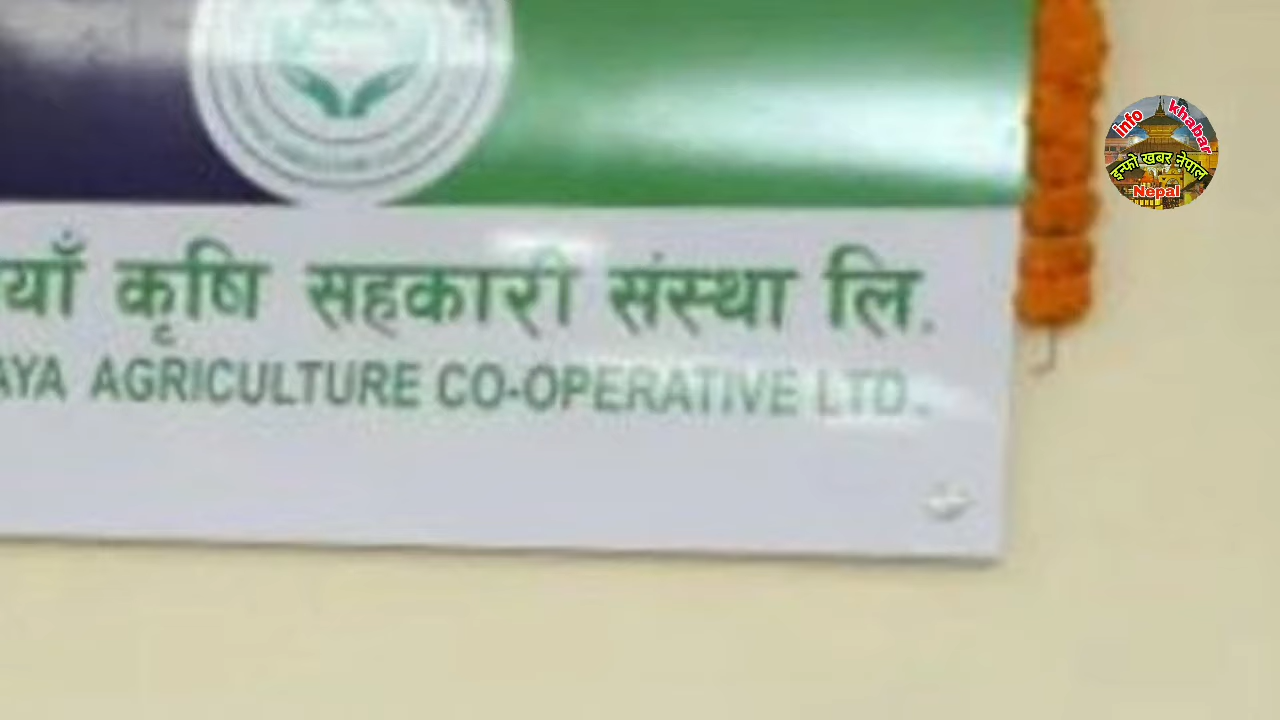 info khabar
इन्फो खबर नेपाल
Nepal
याँ कृषि सहकारी संस्था लि.
AYA AGRICULTURE CO-OPERATIVE LTD.